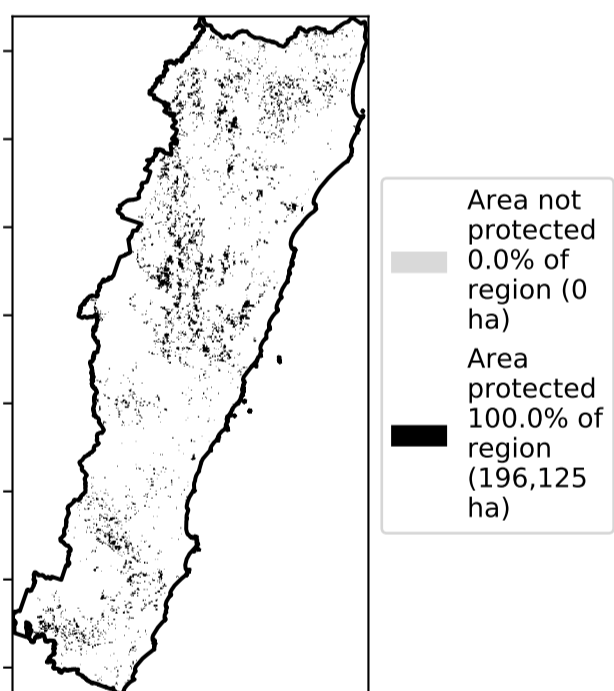 Area not
protected
0.0% of
region (0
ha)
Area
protected
100.0% of
region
(196,125
ha)